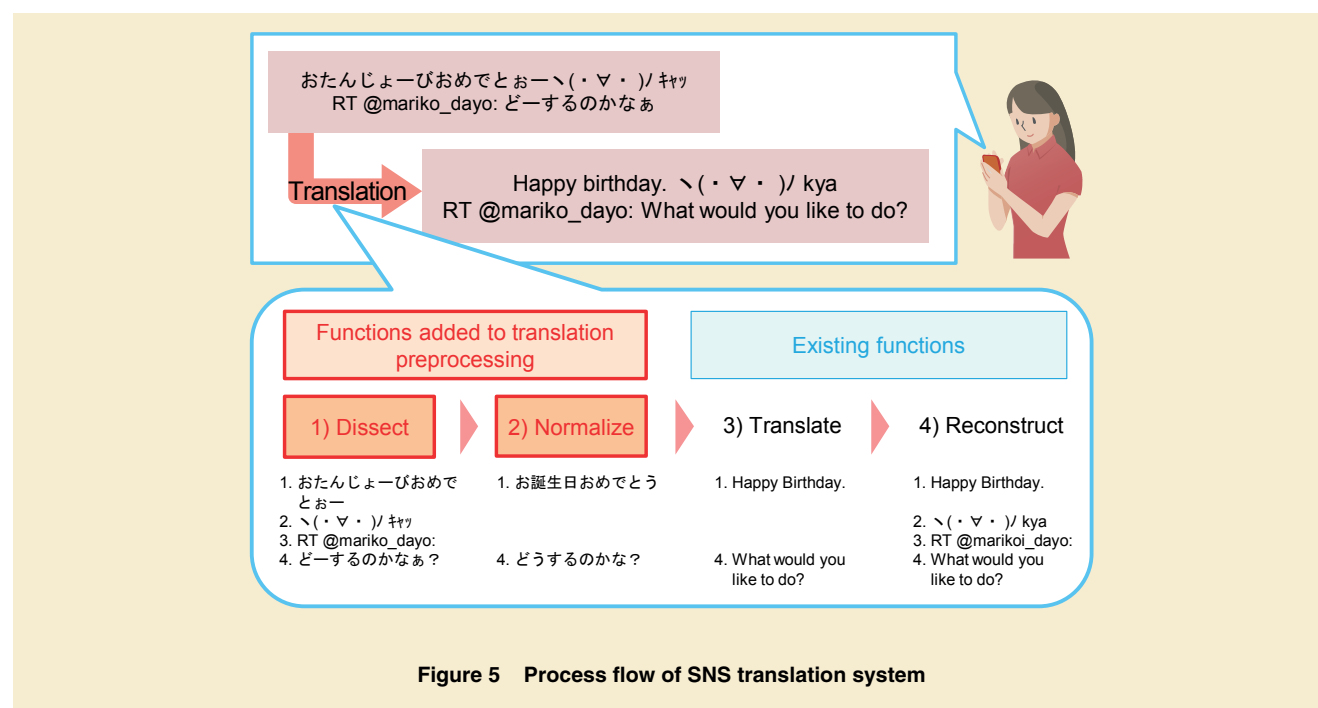 おたんじょーびおめでとぉーヽ(・∀・ )ﾉ ｷｬｯ
RT @mariko_dayo: どーするのかなぁ
Translation
Happy birthday. ヽ(・∀・ )ﾉ kya
RT @mariko_dayo: What would you like to do?
Functions added to translation
preprocessing
Existing functions
1) Dissect
2) Normalize
3) Translate
4) Reconstruct
1. おたんじょーびおめで
とぉー
2. ヽ(・∀・ )ﾉ ｷｬｯ
3. RT @mariko_dayo:
4. どーするのかなぁ？
1. お誕生日おめでとう
4. どうするのかな？
1. Happy Birthday.
4. What would you
like to do?
1. Happy Birthday.
2. ヽ(・∀・ )ﾉ kya
3. RT @marikoi_dayo:
4. What would you
like to do?
Figure 5 Process flow of SNS translation system